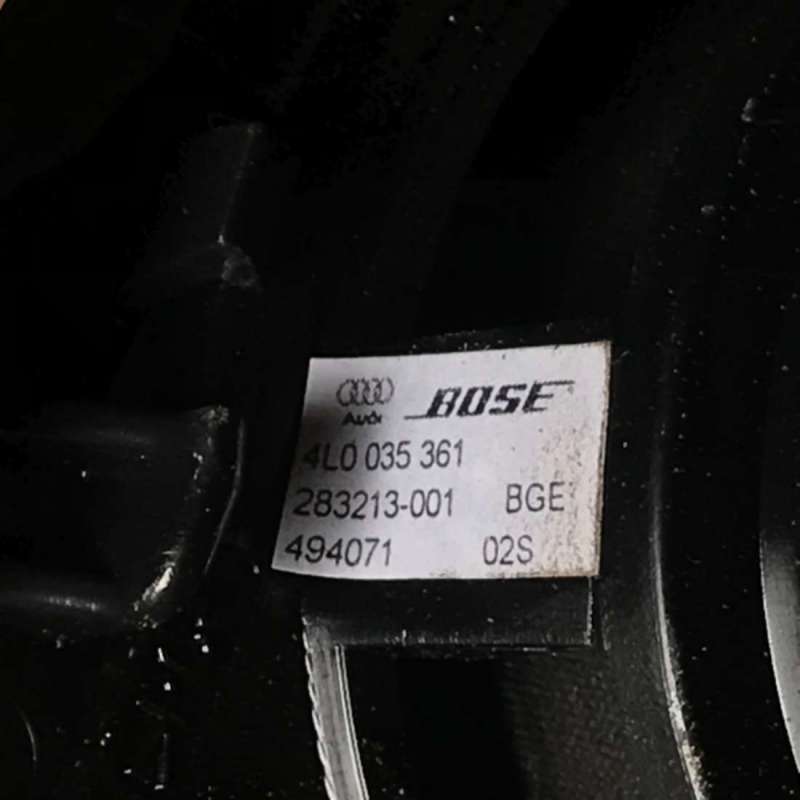 Audi BOSE
4L0 035 361
283213-001 BGE
494071 02S